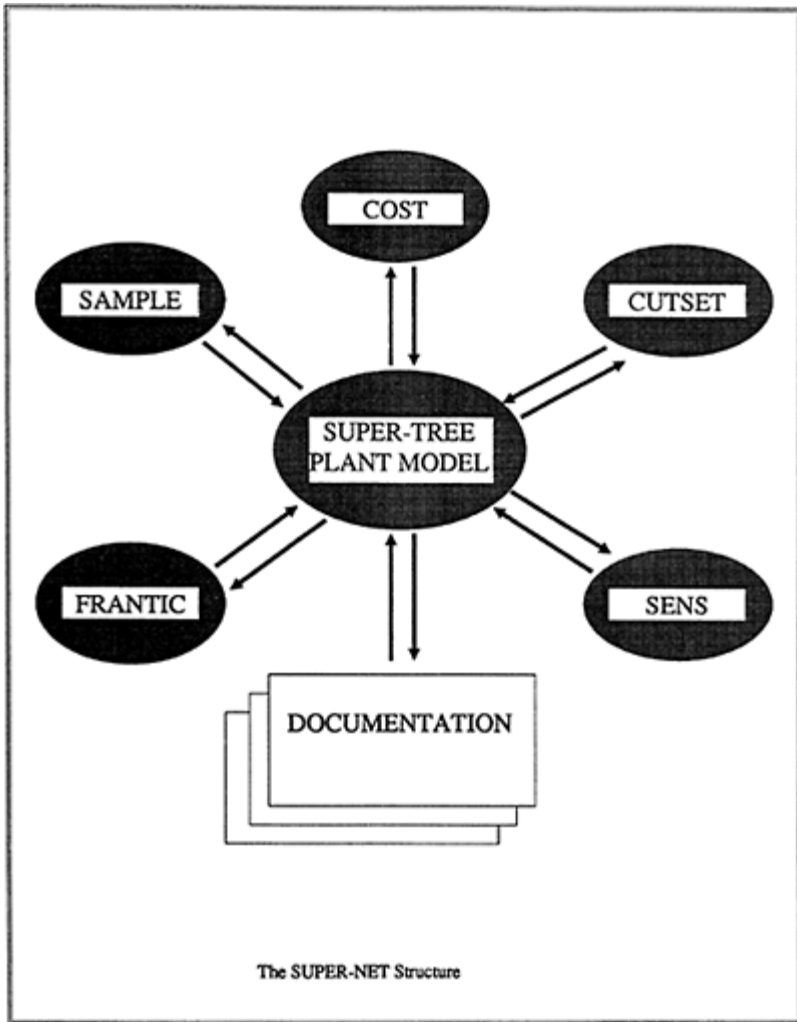 COST
SAMPLE
CUTSET
SUPER-TREE
PLANT MODEL
FRANTIC
SENS
DOCUMENTATION
The SUPER-NET Structure